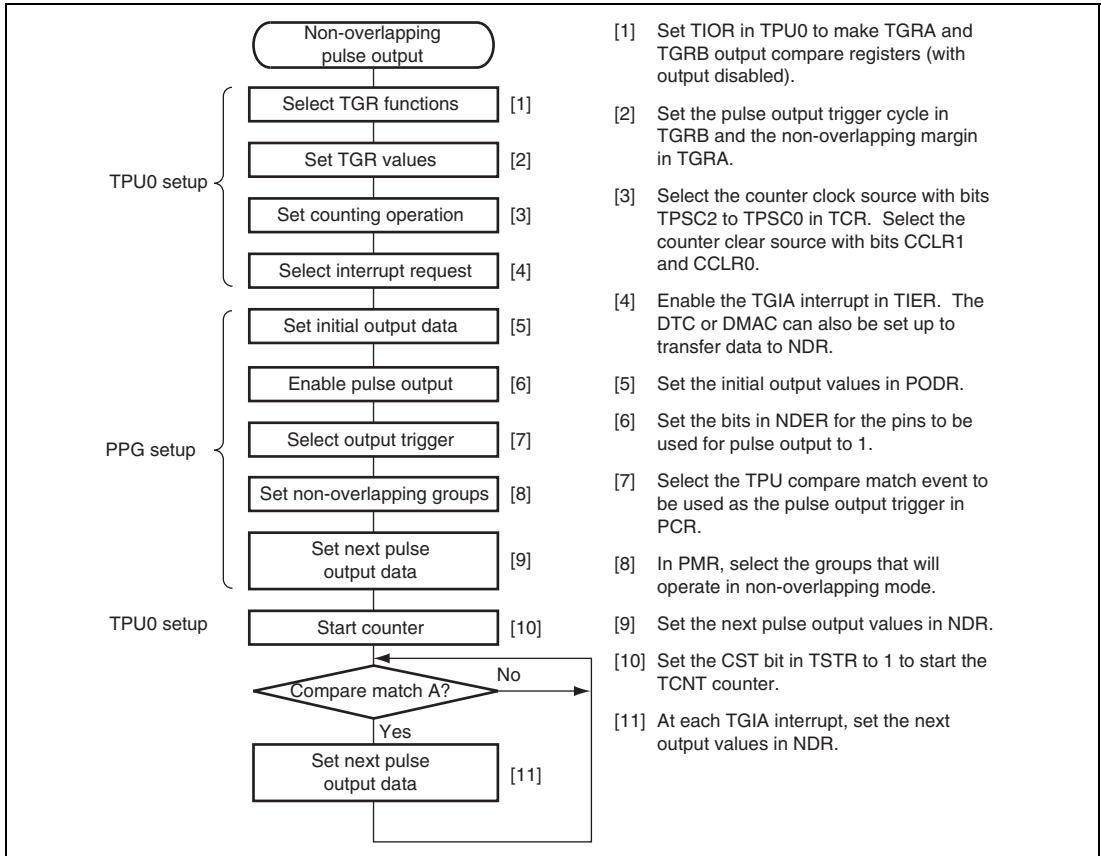 Non-overlapping
pulse output
Select TGR functions
[1]
Set TGR values
[2]
TPU0 setup
Set counting operation
[3]
Select interrupt request
[4]
Set initial output data
[5]
Enable pulse output
[6]
Select output trigger
[7]
PPG setup
Set non-overlapping groups
[8]
Set next pulse
output data
[9]
TPU0 setup
Start counter
[10]
Compare match A?
No
Yes
Set next pulse
output data
[11]
[1] Set TIOR in TPU0 to make TGRA and
TGRB output compare registers (with
output disabled).
[2] Set the pulse output trigger cycle in
TGRB and the non-overlapping margin
in TGRA.
[3] Select the counter clock source with bits
TPSC2 to TPSC0 in TCR. Select the
counter clear source with bits CCLR1
and CCLR0.
[4] Enable the TGIA interrupt in TIER. The
DTC or DMAC can also be set up to
transfer data to NDR.
[5] Set the initial output values in PODR.
[6] Set the bits in NDER for the pins to be
used for pulse output to 1.
[7] Select the TPU compare match event to
be used as the pulse output trigger in
PCR.
[8] In PMR, select the groups that will
operate in non-overlapping mode.
[9] Set the next pulse output values in NDR.
[10] Set the CST bit in TSTR to 1 to start the
TCNT counter.
[11] At each TGIA interrupt, set the next
output values in NDR.